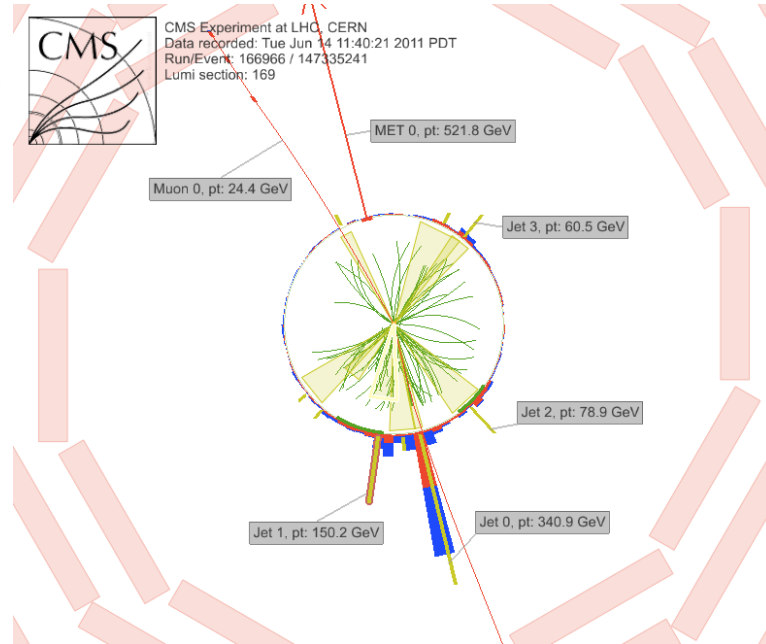 CMS
CMS Experiment at LHC, CERN
Data recorded: Tue Jun 14 11:40:21 2011 PDT
Run/Event: 166966 / 147335241
Lumi section: 169
MET 0, pt: 521.8 GeV
Muon 0, pt: 24.4 GeV
Jet 3, pt: 60.5 GeV
Jet 2, pt: 78.9 GeV
Jet 1, pt: 150.2 GeV
Jet 0, pt: 340.9 GeV